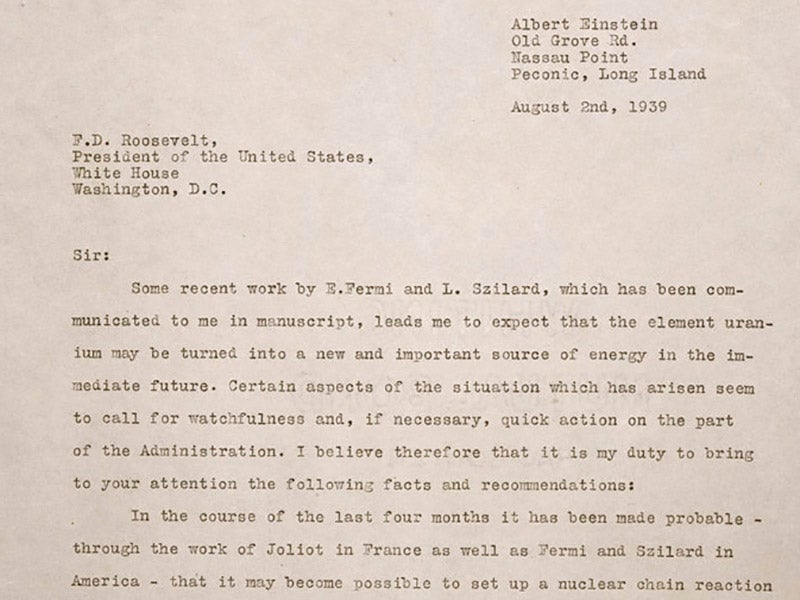 Albert Einstein
Old Grove Rd.
Nassau Point
Peconic, Long Island
August 2nd, 1939
F.D. Roosevelt,
President of the United States,
White House
Washington, D.C.
Sir:
Some recent work by E.Fermi and L. Szilard, which has been com-
municated to me in manuscript, leads me to expect that the element uran-
ium may be turned into a new and important source of energy in the im-
mediate future. Certain aspects of the situation which has arisen seem
to call for watchfulness and, if necessary, quick action on the part
of the Administration. I believe therefore that it is my duty to bring
to your attention the following facts and recommendations:
In the course of the last four months it has been made probable -
through the work of Joliot in France as well as Fermi and Szilard in
America - that it may become possible to set up a nuclear chain reaction